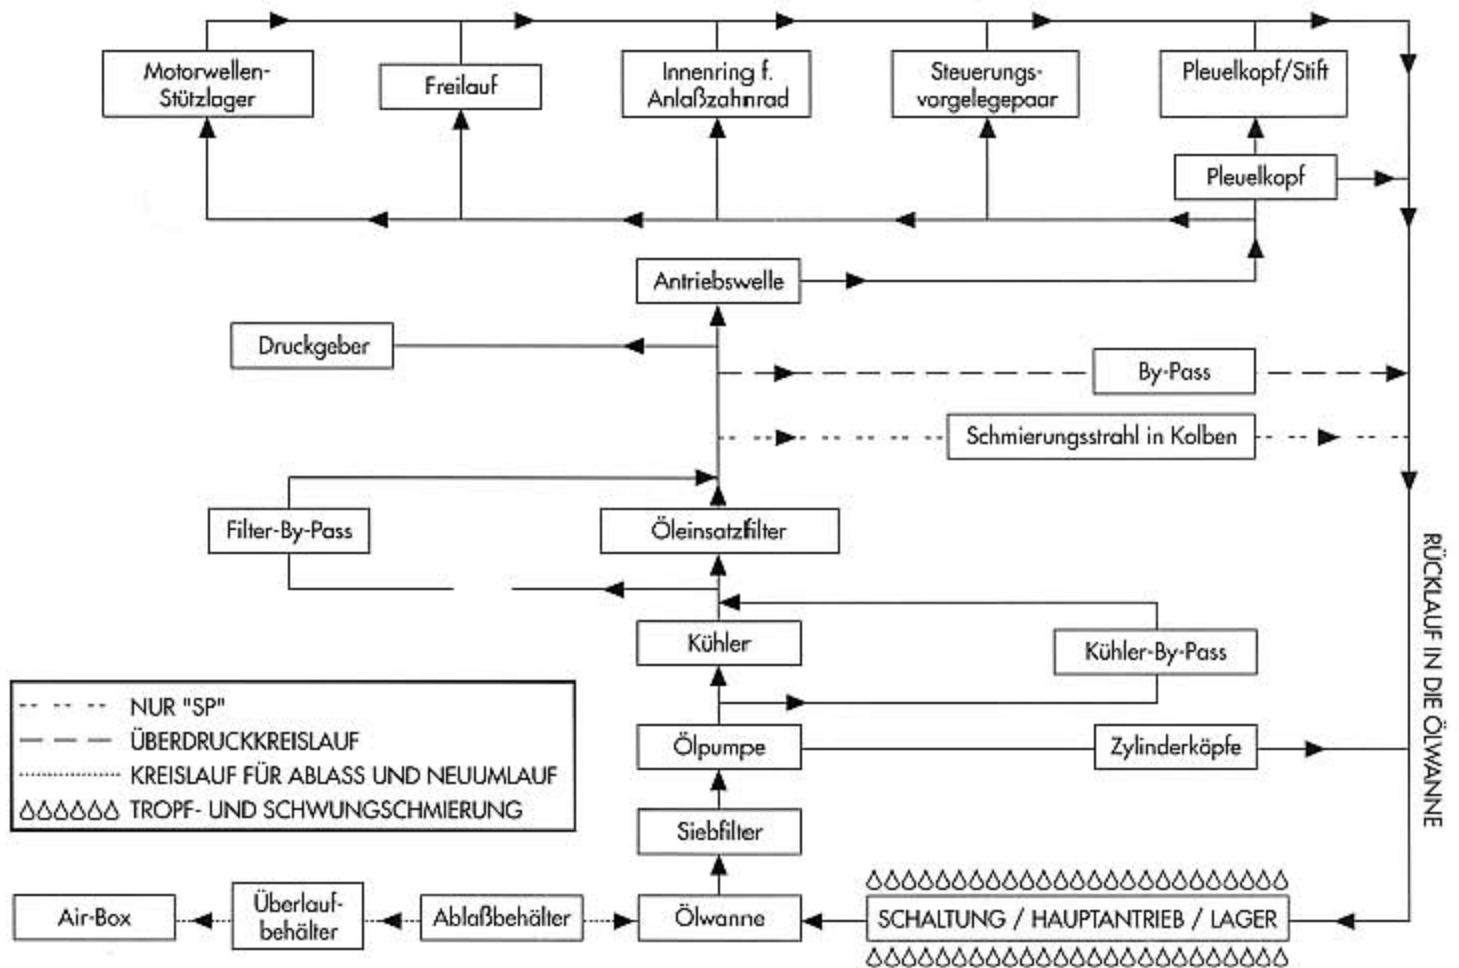 Motorwellen-
Stützlager
Freilauf
Innenring f.
Anlaßzahnrad
Steuerungs-
vorgelegepaar
Pleuelkopf/Stift
Pleuelkopf
Antriebswelle
Druckgeber
By-Pass
Schmierungsstrahl in Kolben
Filter-By-Pass
Öleinsatzfilter
Kühler
Kühler-By-Pass
RÜCKLAUF IN DIE ÖLWANNE
NUR "SP"
ÜBERDRUCKKREISLAUF
KREISLAUF FÜR ABLASS UND NEUUMLAUF
TROPF- UND SCHWUNGSCHMIERUNG
Ölpumpe
Zylinderköpfe
Siebfilter
Air-Box
Überlauf-
behälter
Ablaßbehälter
Ölwanne
SCHALTUNG / HAUPTANTRIEB / LAGER